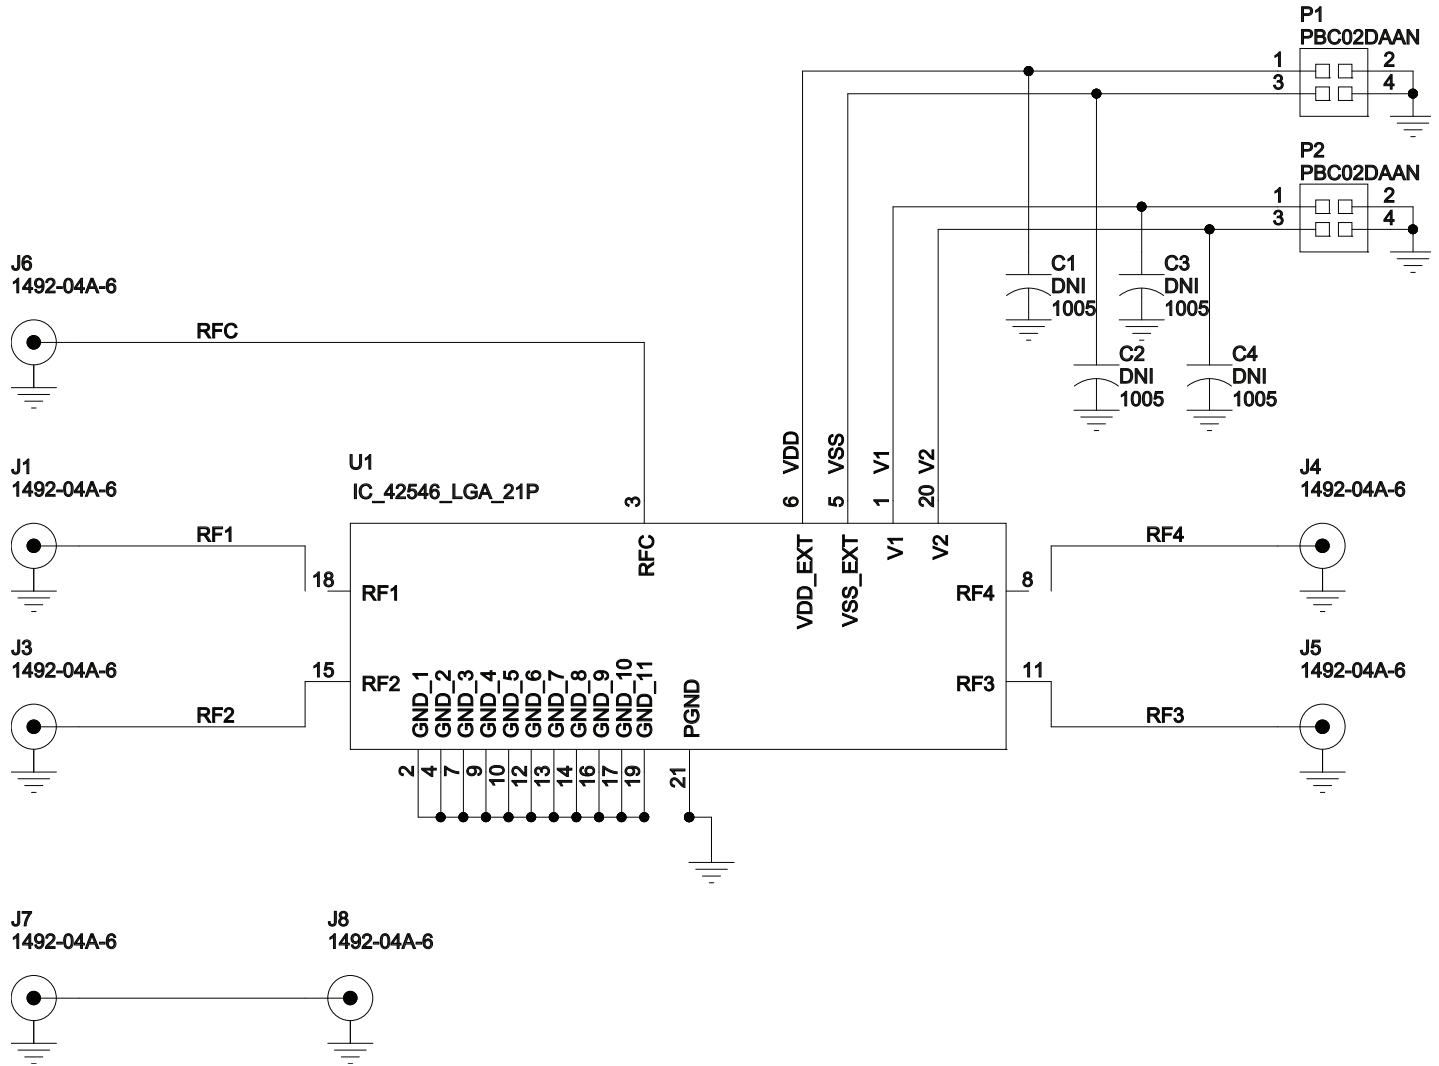 P1
PBC02DAAN
1 2
3 4
P2
PBC02DAAN
1 2
3 4
J6
1492-04A-6
RFC
C1
DNI
1005
C3
DNI
1005
C2
DNI
1005
C4
DNI
1005
J1
1492-04A-6
RF1
U1
IC_42546_LGA_21P
3
6 VDD
5 VSS
1 V1
20 V2
J4
1492-04A-6
RF4
RFC
VDD_EXT
VSS_EXT
V1
V2
18 RF1
RF4 8
J3
1492-04A-6
15 RF2
RF2
J5
1492-04A-6
RF3 11
RF3
GND_1
GND_2
GND_3
GND_4
GND_5
GND_6
GND_7
GND_8
GND_9
GND_10
GND_11
PGND
2
4
7
9
10
12
13
14
16
17
19
21
J7
1492-04A-6
J8
1492-04A-6